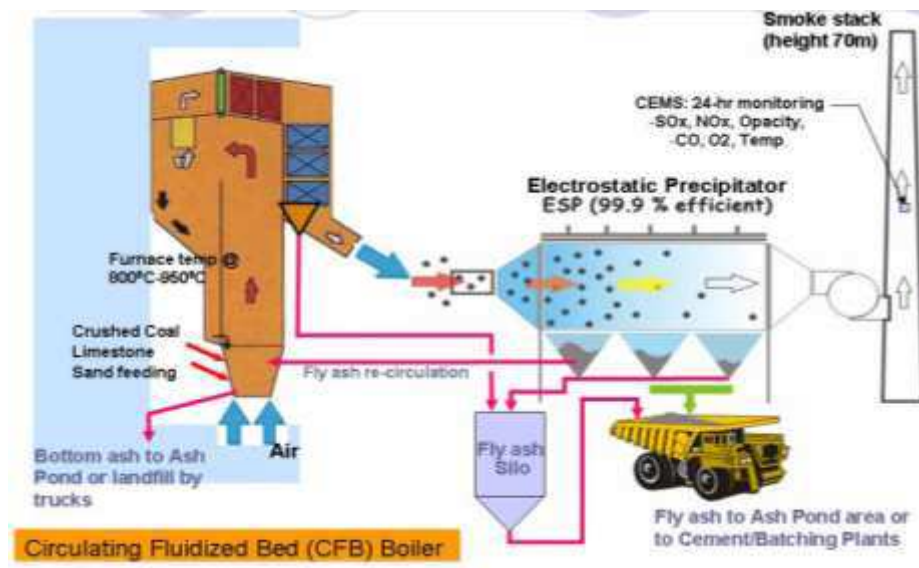 Smoke stack
(height 70m)
CEMS: 24-hr monitoring
-SOx, NOx, Opacity,
-CO, O2, Temp
Electrostatic Precipitator
ESP (99.9 % efficient)
Furnace temp @
800°C-950°C
Crushed Coal
Limestone
Sand feeding
Fly ash re-circulation
Air
Bottom ash to Ash
Pond or landfill by
trucks
Fly ash
Silo
Fly ash to Ash Pond area or
to Cement/Batching Plants
Circulating Fluidized Bed (CFB) Boiler